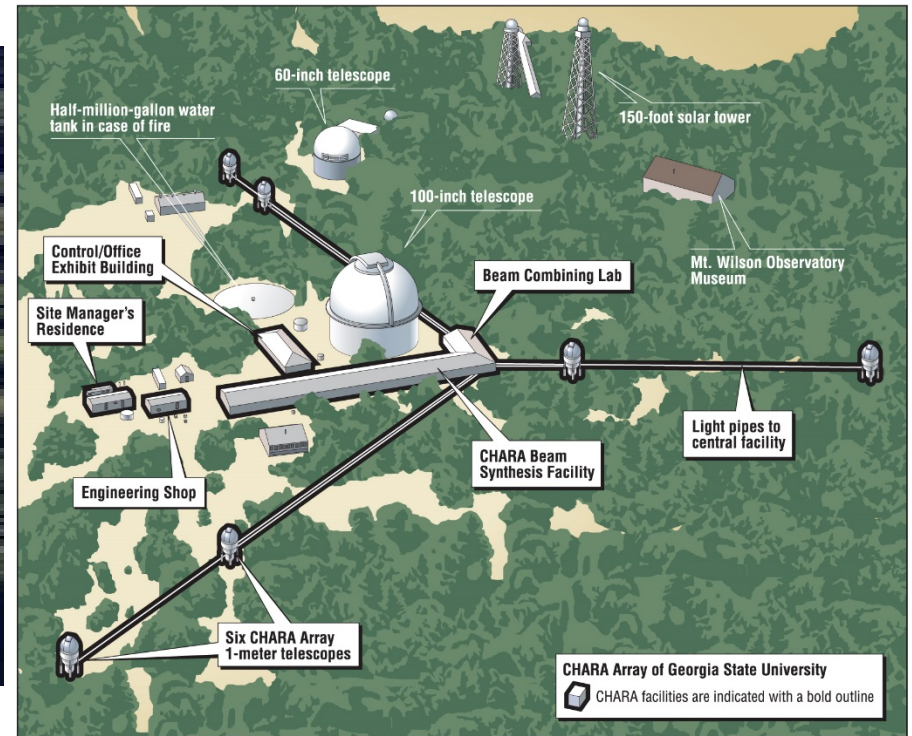 60-inch telescope
Half-million-gallon water
tank in case of fire
150-foot solar tower
100-inch telescope
Control/Office
Exhibit Building
Beam Combining Lab
Mt. Wilson Observatory
Museum
Site Manager's
Residence
Light pipes to
central facility
CHARA Beam
Synthesis Facility
Engineering Shop
Six CHARA Array
1-meter telescopes
CHARA Array of Georgia State University
CHARA facilities are indicated with a bold outline